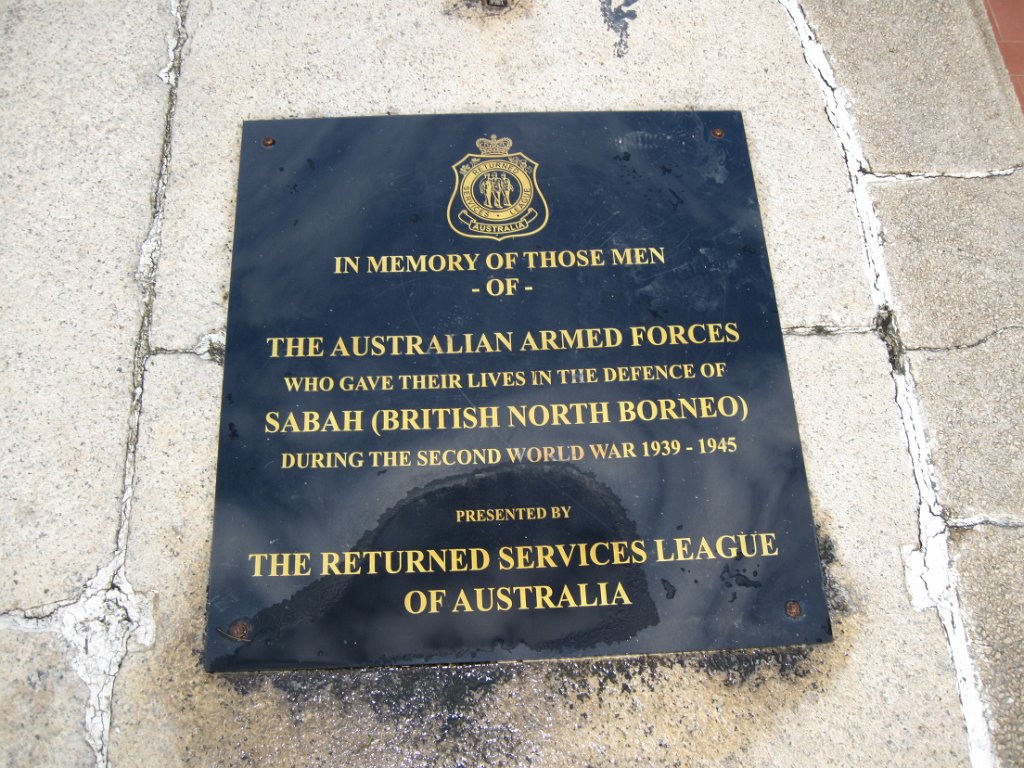 RETURNED
SERVICES LEAGUE
AUSTRALIA
IN MEMORY OF THOSE MEN
- OF -
THE AUSTRALIAN ARMED FORCES
WHO GAVE THEIR LIVES IN THE DEFENCE OF
SABAH (BRITISH NORTH BORNEO)
DURING THE SECOND WORLD WAR 1939 - 1945
PRESENTED BY
THE RETURNED SERVICES LEAGUE
OF AUSTRALIA